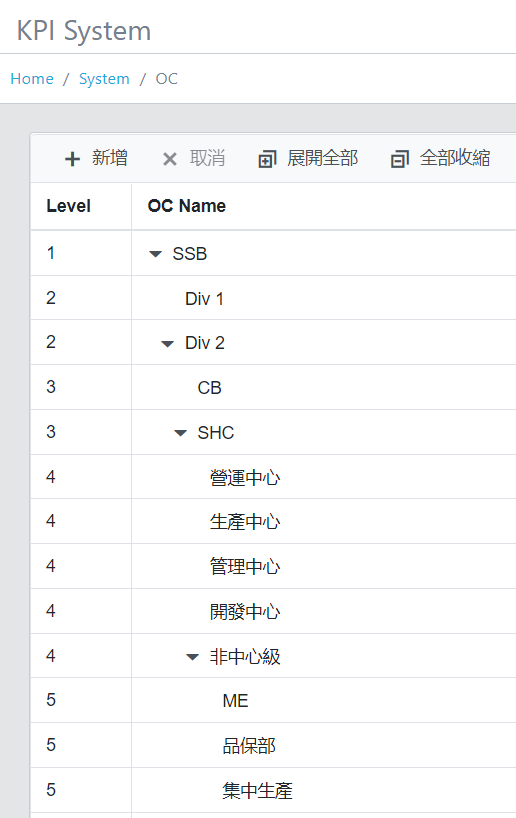 KPI System
Home / System / OC
新增 取消 展開全部 全部收縮
Level OC Name
1 SSB
2 Div 1
2 Div 2
3 CB
3 SHC
4 營運中心
4 生產中心
4 管理中心
4 開發中心
4 非中心級
5 ME
5 品保部
5 集中生產